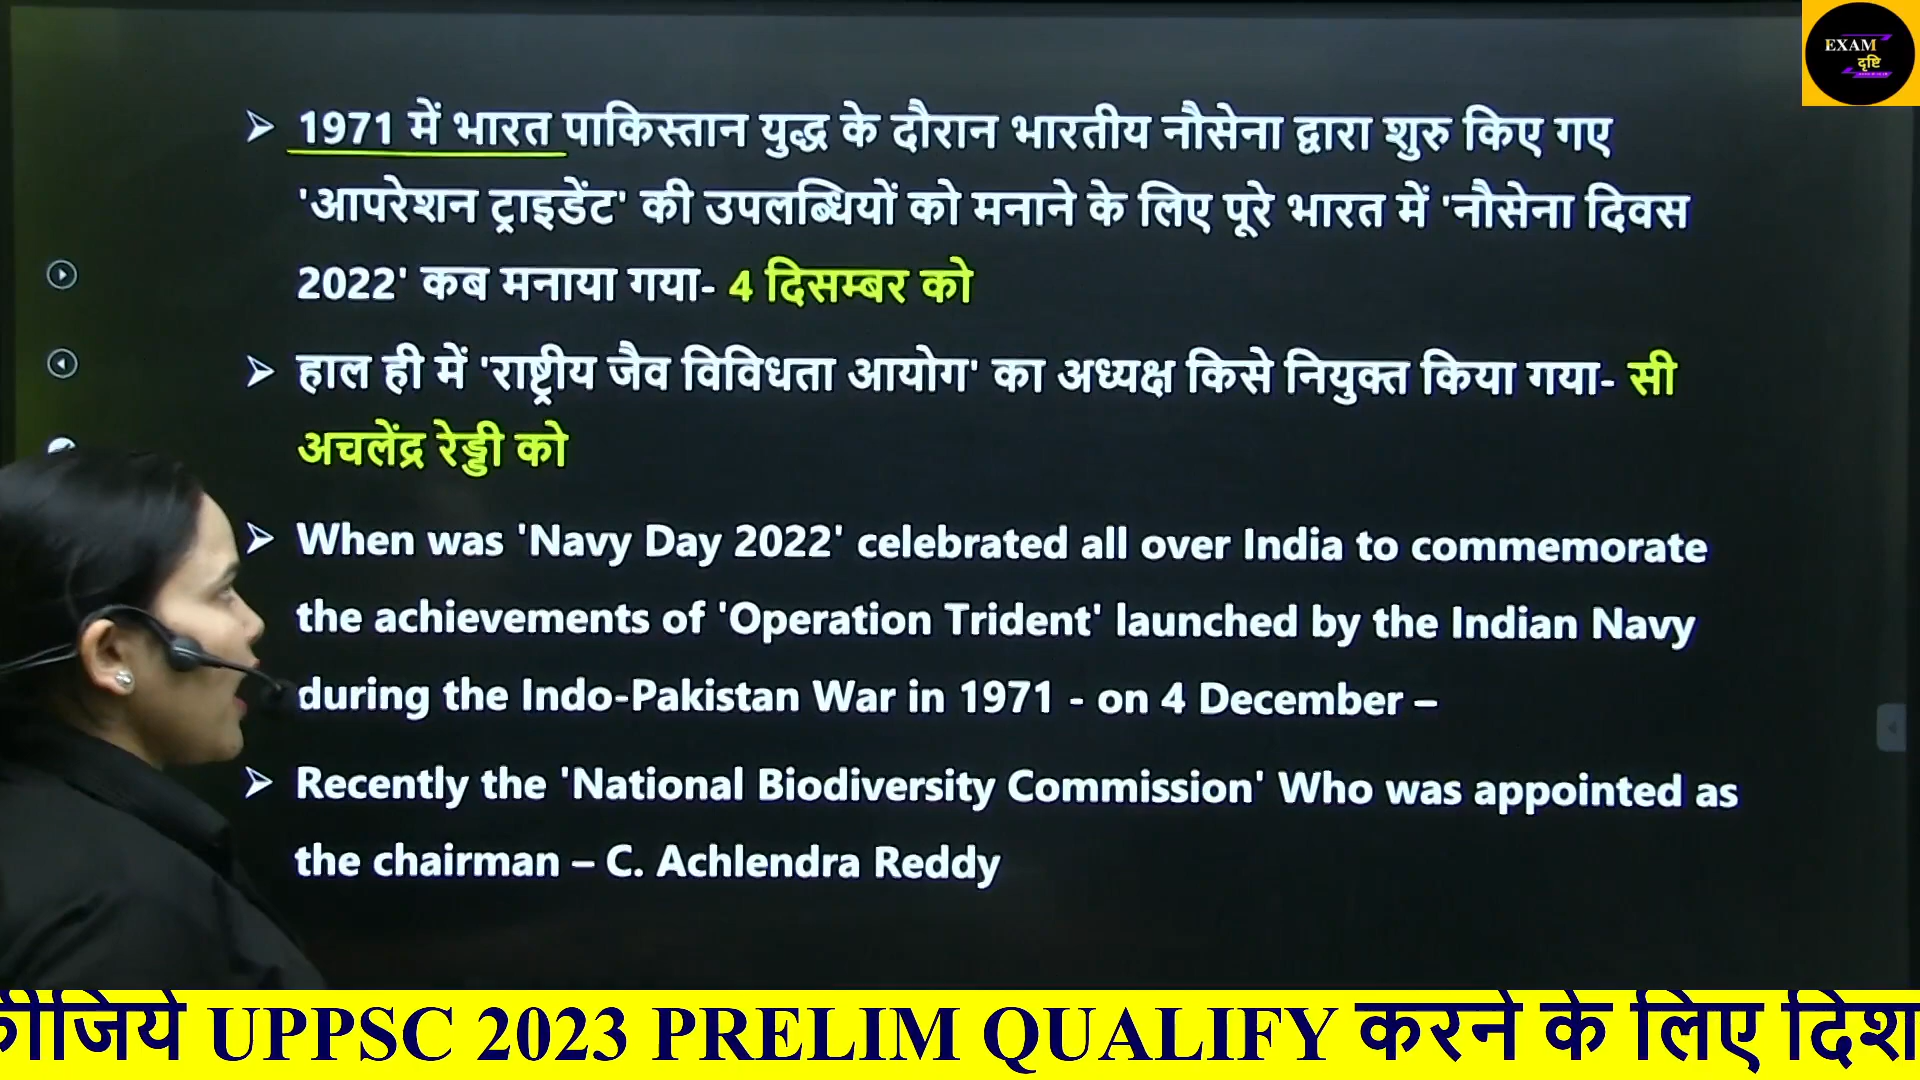 EXAM
दृष्टि
➢ 1971 में भारत पाकिस्तान युद्ध के दौरान भारतीय नौसेना द्वारा शुरु किए गए
'आपरेशन ट्राइडेंट' की उपलब्धियों को मनाने के लिए पूरे भारत में 'नौसेना दिवस
2022' कब मनाया गया- 4 दिसम्बर को
➢ हाल ही में 'राष्ट्रीय जैव विविधता आयोग' का अध्यक्ष किसे नियुक्त किया गया- सी
अचलेंद्र रेड्डी को
➢ When was 'Navy Day 2022' celebrated all over India to commemorate
the achievements of 'Operation Trident' launched by the Indian Navy
during the Indo-Pakistan War in 1971 - on 4 December –
➢ Recently the 'National Biodiversity Commission' Who was appointed as
the chairman – C. Achlendra Reddy
कीजिये UPPSC 2023 PRELIM QUALIFY करने के लिए